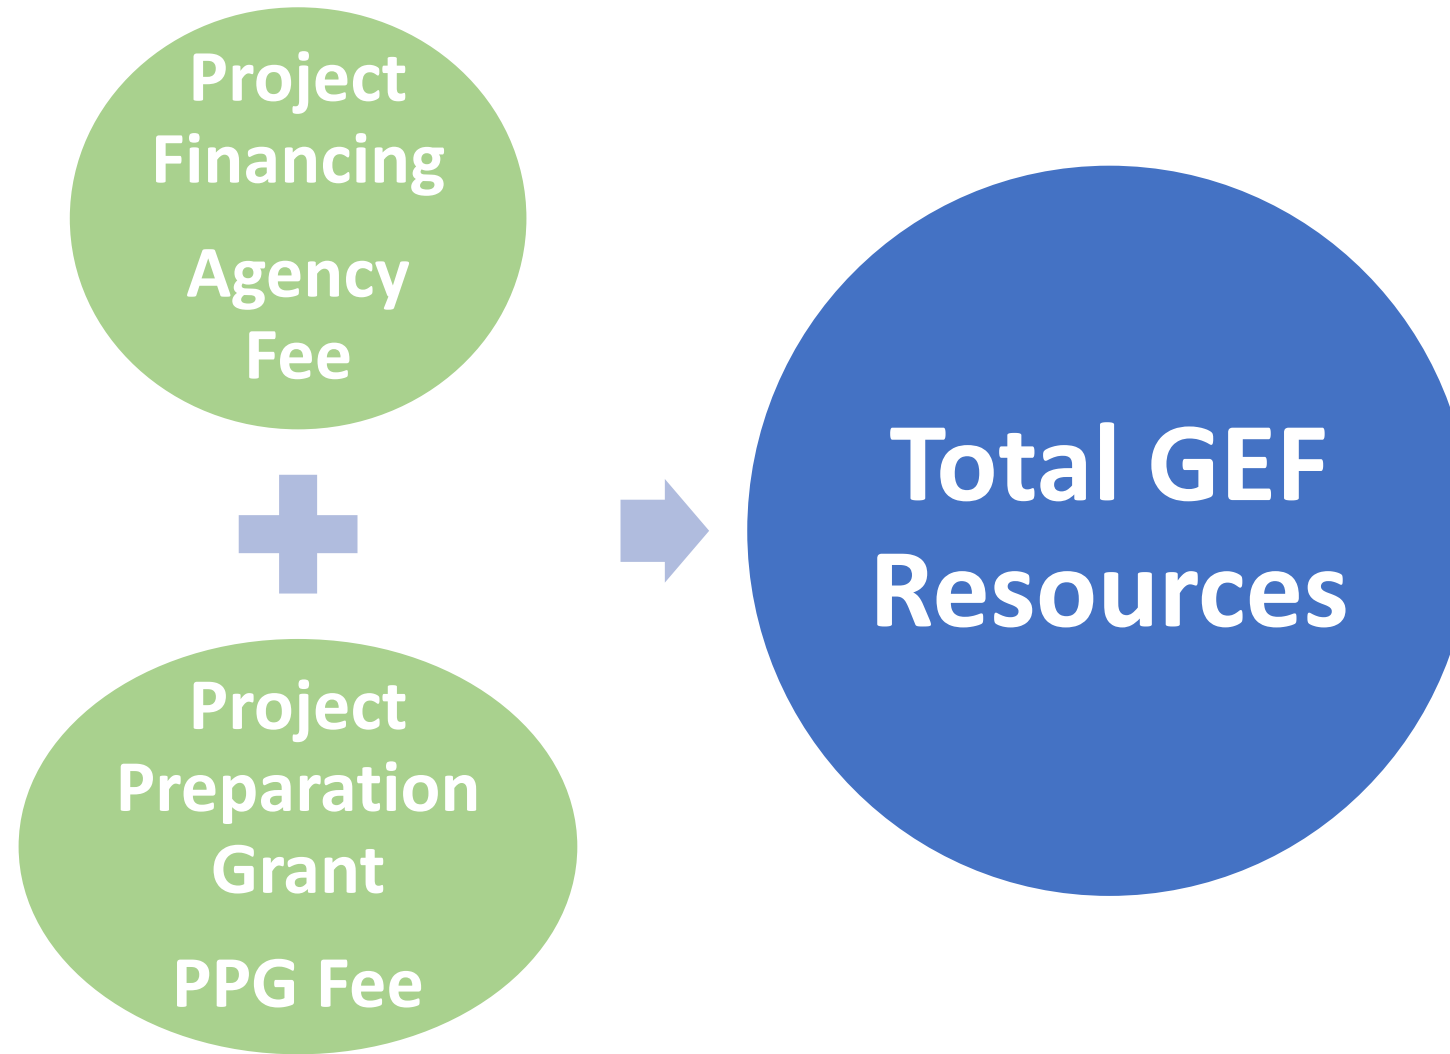 Project
Financing
Agency
Fee
Project
Preparation
Grant
PPG Fee
Total GEF
Resources